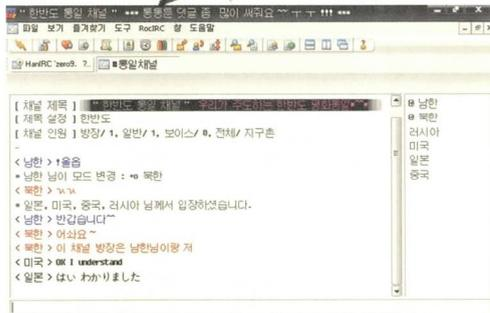 " 한반도 통일 채널 " *** 통통튼 덧글 좀 많이 써줘요 ~~ ㅜ ㅜ !!! ***
파일 보기 즐겨찾기 도구 RocIRC 창 도움말
HanIRC 'zero9. ?..
#통일채널
[ 채널 제목 ] " 한반도 통일 채널 " 우리가 주도하는 한반도 평화통일
[ 제목 설정 ] 한반도
[ 채널 인원 ] 방장/ 1, 일반/ 1, 보이스/ 0, 전체/ 지구촌
-
< 남한 > !올옵
* 남한 님이 모드 변경 : +o 북한
< 북한 > ㄳㄳ
* 일본, 미국, 중국, 러시아 님께서 입장하셨습니다.
< 남한 > 반갑습니다^^
< 북한 > 어솨요 ~
< 북한 > 이 채널 방장은 남한님이랑 저
< 미국 > OK I understand
< 일본 > はい わかりました
@ 남한
@ 북한
러시아
미국
일본
중국